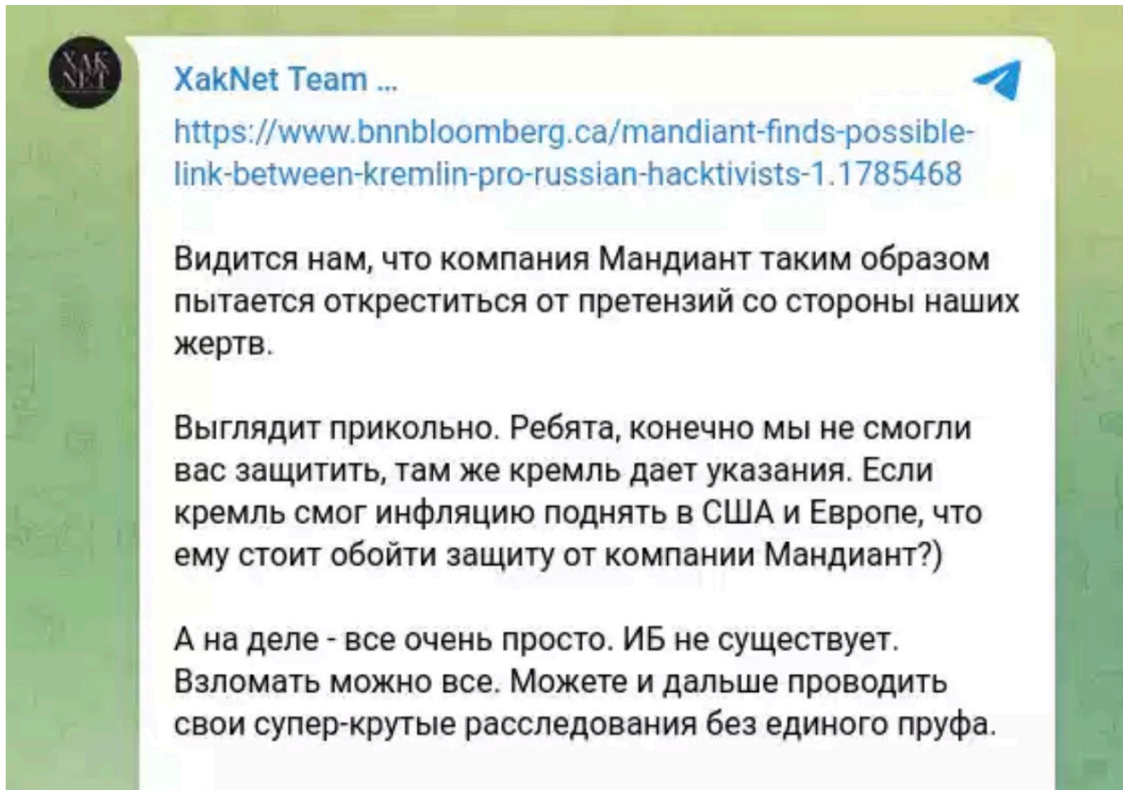 XAK
NET
XakNet Team ...
https://www.bnnbloomberg.ca/mandiant-finds-possible-
link-between-kremlin-pro-russian-hacktivists-1.1785468
Видится нам, что компания Мандиант таким образом
пытается откреститься от претензий со стороны наших
жертв.
Выглядит прикольно. Ребята, конечно мы не смогли
вас защитить, там же кремль дает указания. Если
кремль смог инфляцию поднять в США и Европе, что
ему стоит обойти защиту от компании Мандиант?)
А на деле - все очень просто. ИБ не существует.
Взломать можно все. Можете и дальше проводить
свои супер-крутые расследования без единого пруфа.